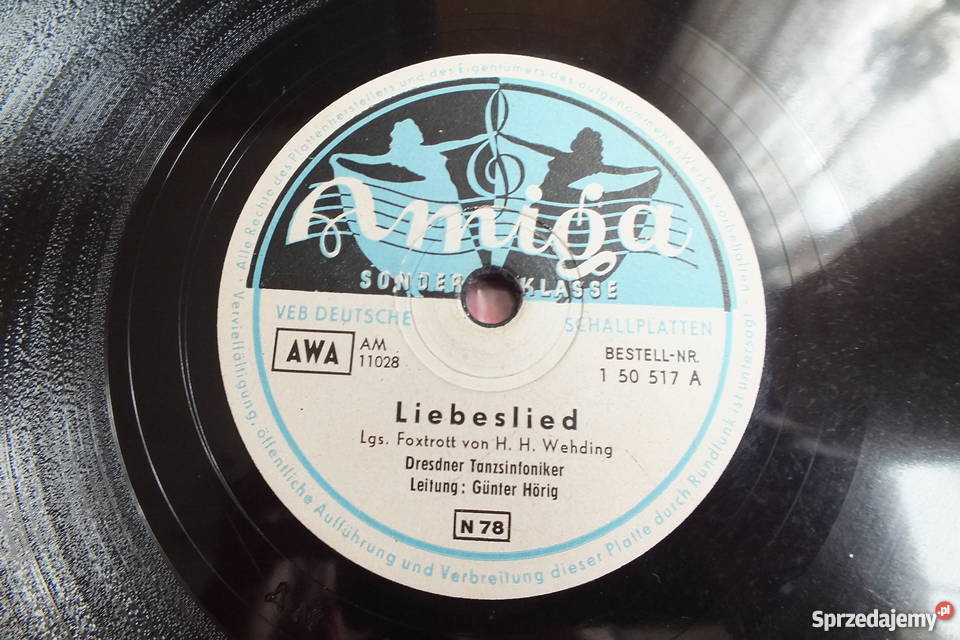 Alle Rechte des Plattenherstellers und des Eigentümers des aufgenommenen Werkes vorbehalten -
Amiga
SONDER KLASSE
VEB DEUTSCHE SCHALLPLATTEN
AWA AM 11028
BESTELL-NR.
1 50 517 A
Liebeslied
Lgs. Foxtrott von H. H. Wehding
Dresdner Tanzsinfoniker
Leitung: Günter Hörig
N 78
Vervielfältigung, öffentliche Aufführung und Verbreitung dieser Platte durch Rundfunk ist untersagt -
Sprzedajemy.pl